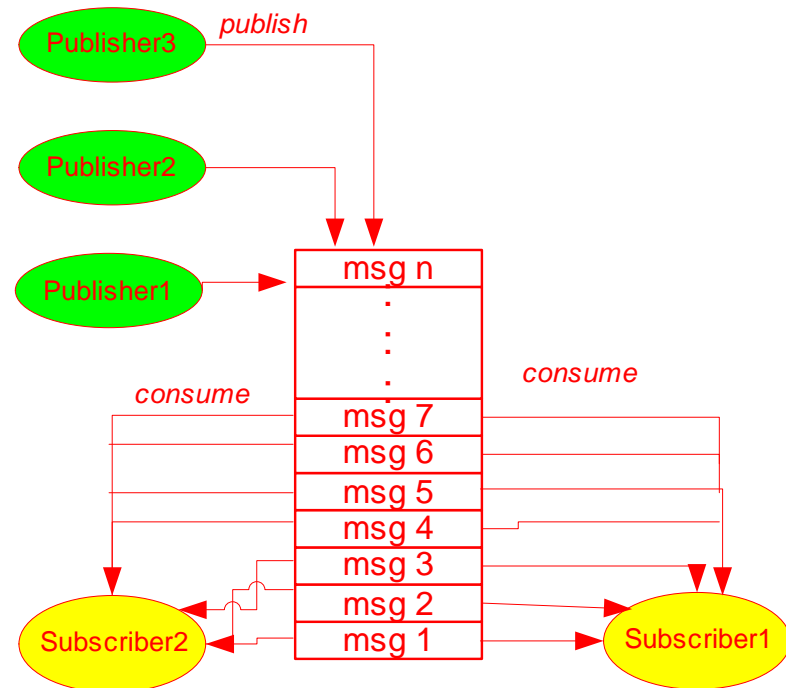 publish
Publisher3
Publisher2
Publisher1
msg n
consume
consume
msg 7
msg 6
msg 5
msg 4
msg 3
msg 2
msg 1
Subscriber2
Subscriber1